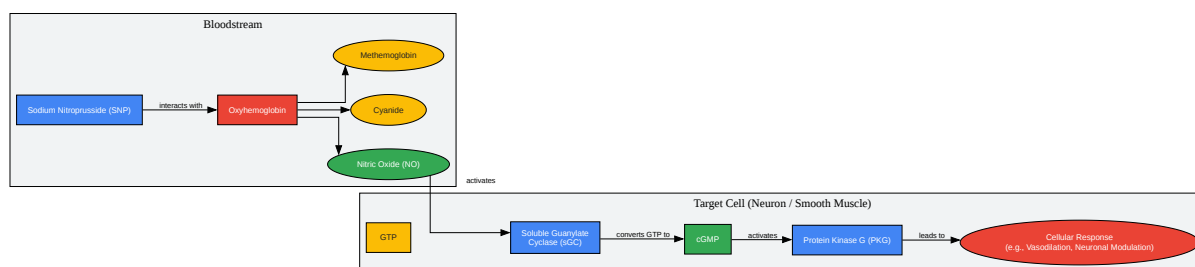 Bloodstream
Methemoglobin
Sodium Nitroprusside (SNP)
interacts with
Oxyhemoglobin
Cyanide
Nitric Oxide (NO)
activates
Target Cell (Neuron / Smooth Muscle)
GTP
Soluble Guanylate
Cyclase (sGC)
converts GTP to
cGMP
activates
Protein Kinase G (PKG)
leads to
Cellular Response
(e.g., Vasodilation, Neuronal Modulation)